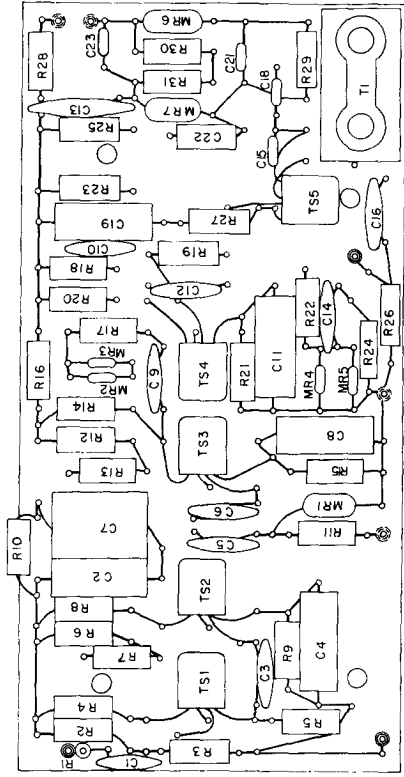 R28
C23
MR6
R30
R31
MR7
C21
C18
R29
T1
C13
R25
C22
C15
R23
C19
C10
R27
TS5
C16
R18
R19
R20
C12
R17
MR3
MR2
C9
TS4
R21
C11
R22
C14
R24
R26
MR4
MR5
R16
R14
R12
R13
TS3
C8
R15
C6
C5
MR1
R11
R10
C7
C2
R8
R6
R7
TS2
C3
R9
C4
R4
R2
R1
C1
R3
TS1
R5